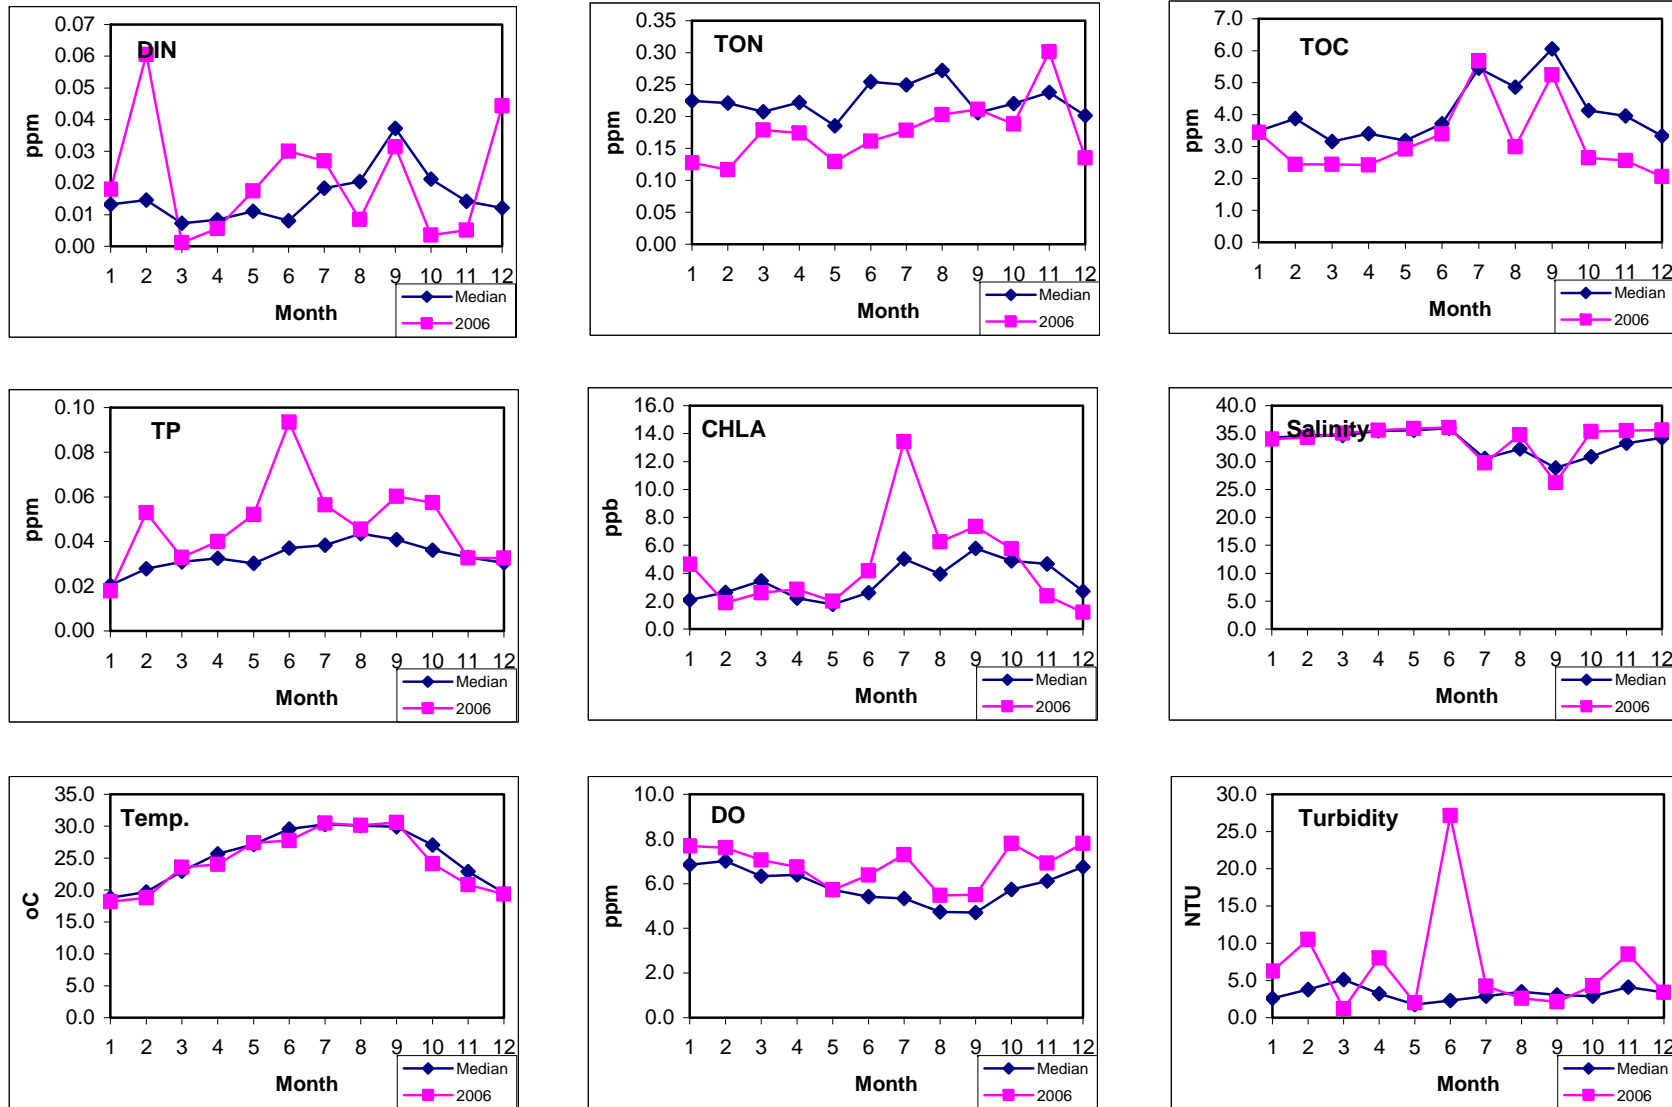 DIN
0.07
0.06
0.05
0.04
0.03
0.02
0.01
0.00
ppm
1 2 3 4 5 6 7 8 9 10 11 12
Month
Median
2006
TON
0.35
0.30
0.25
0.20
0.15
0.10
0.05
0.00
ppm
1 2 3 4 5 6 7 8 9 10 11 12
Month
Median
2006
TOC
7.0
6.0
5.0
4.0
3.0
2.0
1.0
0.0
ppm
1 2 3 4 5 6 7 8 9 10 11 12
Month
Median
2006
TP
0.10
0.08
0.06
0.04
0.02
0.00
ppm
1 2 3 4 5 6 7 8 9 10 11 12
Month
Median
2006
CHLA
16.0
14.0
12.0
10.0
8.0
6.0
4.0
2.0
0.0
ppb
1 2 3 4 5 6 7 8 9 10 11 12
Month
Median
2006
Salinity
40.0
35.0
30.0
25.0
20.0
15.0
10.0
5.0
0.0
1 2 3 4 5 6 7 8 9 10 11 12
Month
Median
2006
Temp.
35.0
30.0
25.0
20.0
15.0
10.0
5.0
0.0
oC
1 2 3 4 5 6 7 8 9 10 11 12
Month
Median
2006
DO
10.0
8.0
6.0
4.0
2.0
0.0
ppm
1 2 3 4 5 6 7 8 9 10 11 12
Month
Median
2006
Turbidity
30.0
25.0
20.0
15.0
10.0
5.0
0.0
NTU
1 2 3 4 5 6 7 8 9 10 11 12
Month
Median
2006